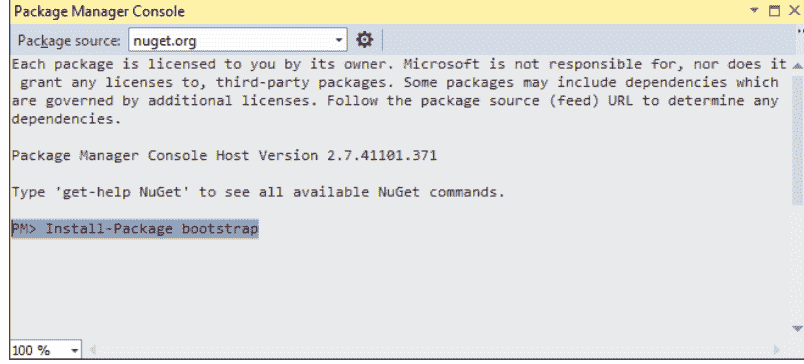 Package Manager Console
Package source: nuget.org
Each package is licensed to you by its owner. Microsoft is not responsible for, nor does it
grant any licenses to, third-party packages. Some packages may include dependencies which
are governed by additional licenses. Follow the package source (feed) URL to determine any
dependencies.
Package Manager Console Host Version 2.7.41101.371
Type 'get-help NuGet' to see all available NuGet commands.
PM> Install-Package bootstrap
100 %